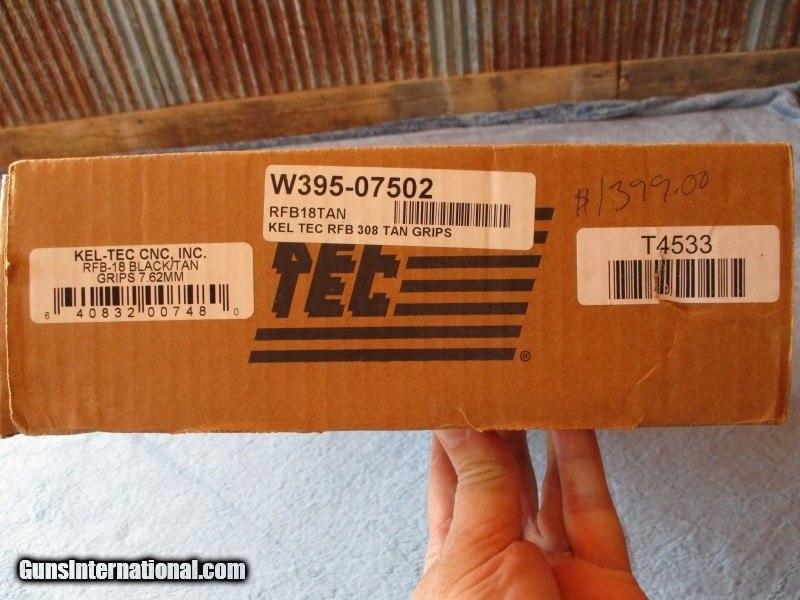 W395-07502
RFB18TAN
KEL TEC RFB 308 TAN GRIPS
$1399.00
KEL-TEC CNC, INC.
RFB-18 BLACK/TAN
GRIPS 7.62MM
6 40832 00748 0
TEC
®
T4533
GunsInternational.com